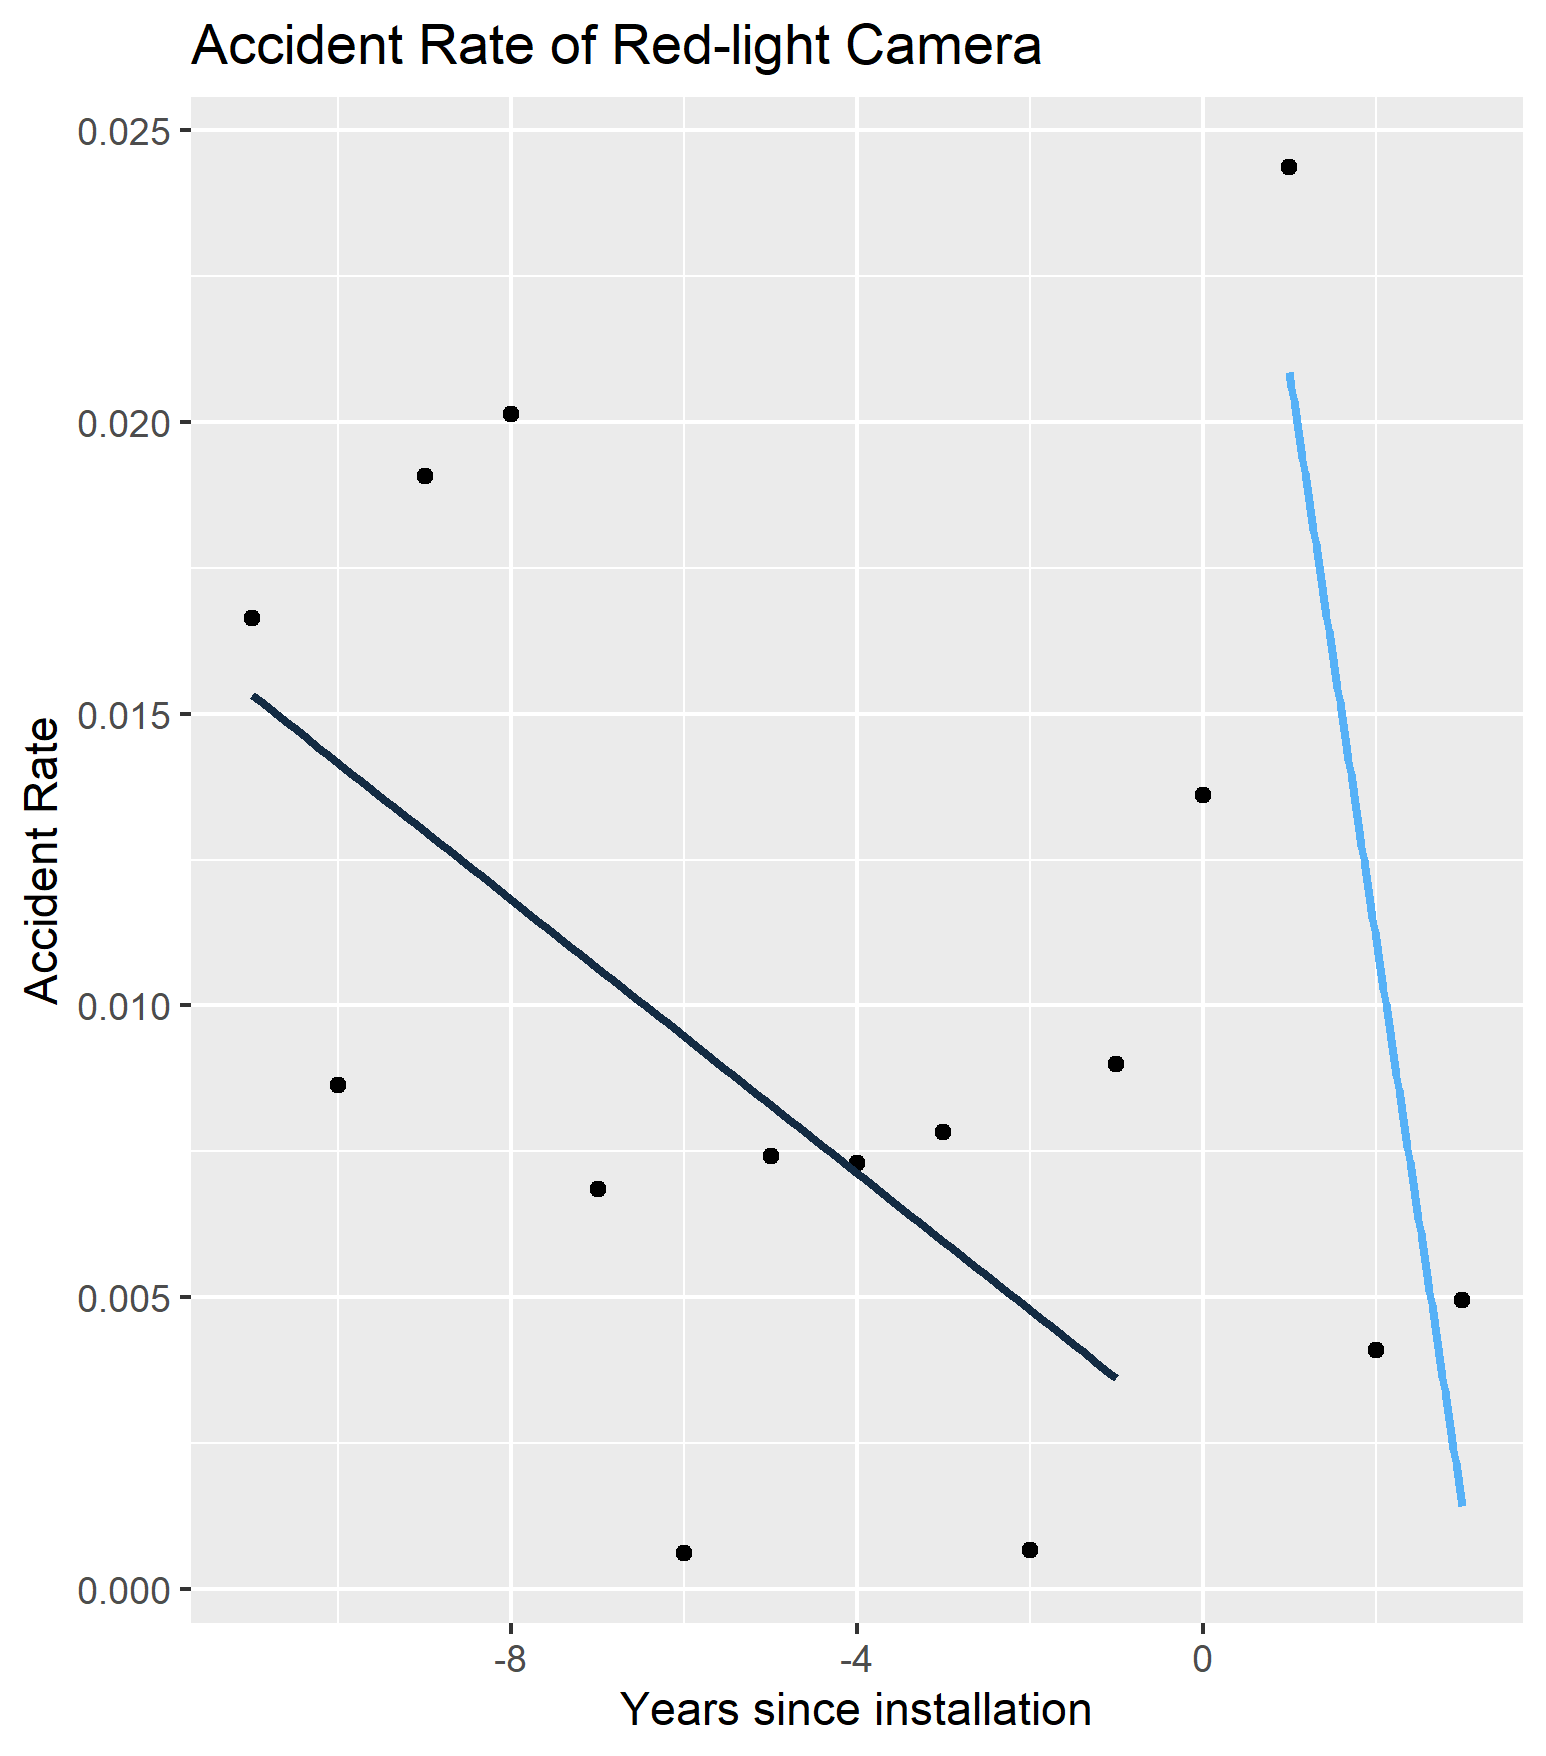 Accident Rate of Red-light Camera
Accident Rate
0.025
0.020
0.015
0.010
0.005
0.000
-8 -4 0
Years since installation